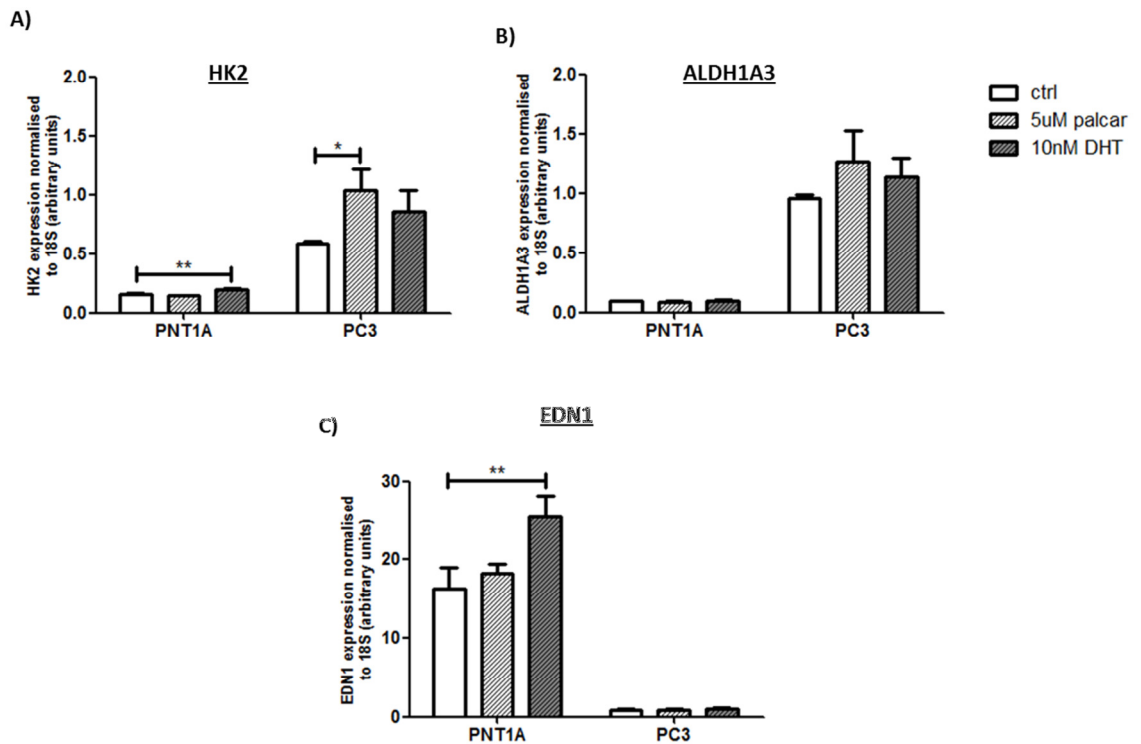 A)
HK2
HK2 expression normalised
to 18S (arbitrary units)
2.0
1.5
1.0
0.5
0.0
*
**
PNT1A
PC3
B)
ALDH1A3
ALDH1A3 expression normalised
to 18S (arbitrary units)
2.0
1.5
1.0
0.5
0.0
PNT1A
PC3
ctrl
5uM palcar
10nM DHT
C)
EDN1
EDN1 expression normalised
to 18S (arbitrary units)
30
20
10
0
**
PNT1A
PC3